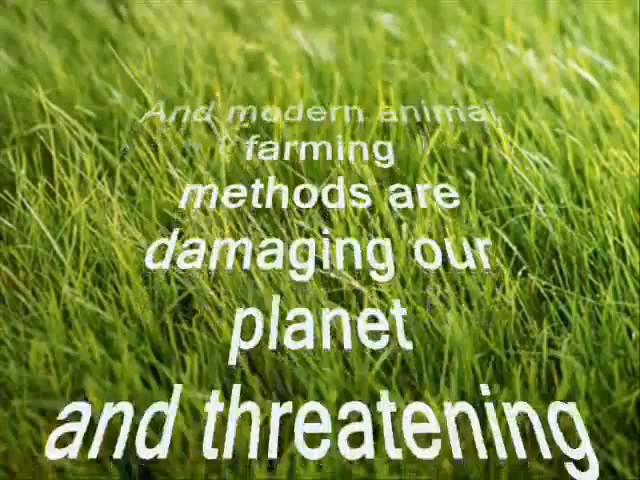 And modern animal
farming
methods are
damaging our
planet
and threatening